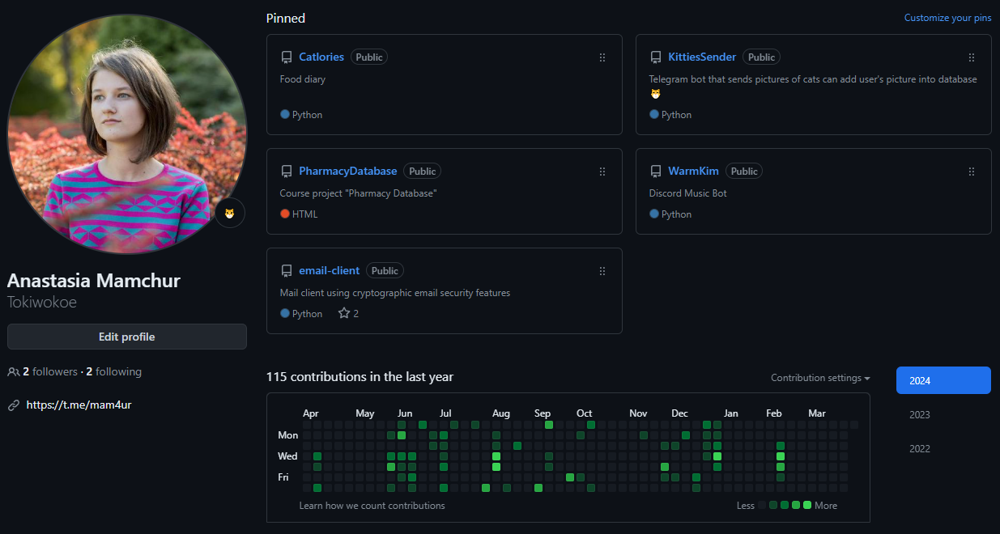 Anastasia Mamchur
Tokiwokoe
Edit profile
2 followers · 2 following
https://t.me/mam4ur
Pinned
Customize your pins
Catlories Public
Food diary
Python
KittiesSender Public
Telegram bot that sends pictures of cats can add user's picture into database
Python
PharmacyDatabase Public
Course project "Pharmacy Database"
HTML
WarmKim Public
Discord Music Bot
Python
email-client Public
Mail client using cryptographic email security features
Python 2
115 contributions in the last year
Contribution settings
2024
2023
2022
Apr May Jun Jul Aug Sep Oct Nov Dec Jan Feb Mar
Mon
Wed
Fri
Learn how we count contributions
Less More